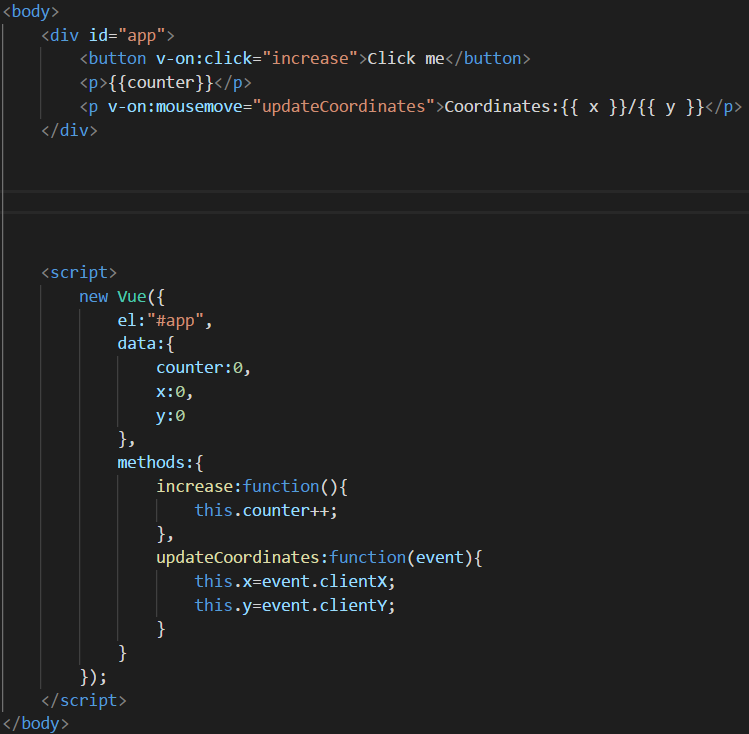 <body>
<div id="app">
<button v-on:click="increase">Click me</button>
<p>{{counter}}</p>
<p v-on:mousemove="updateCoordinates">Coordinates:{{ x }}/{{ y }}</p>
</div>
<script>
new Vue({
el:"#app",
data:{
counter:0,
x:0,
y:0
},
methods:{
increase:function(){
this.counter++;
},
updateCoordinates:function(event){
this.x=event.clientX;
this.y=event.clientY;
}
}
});
</script>
</body>